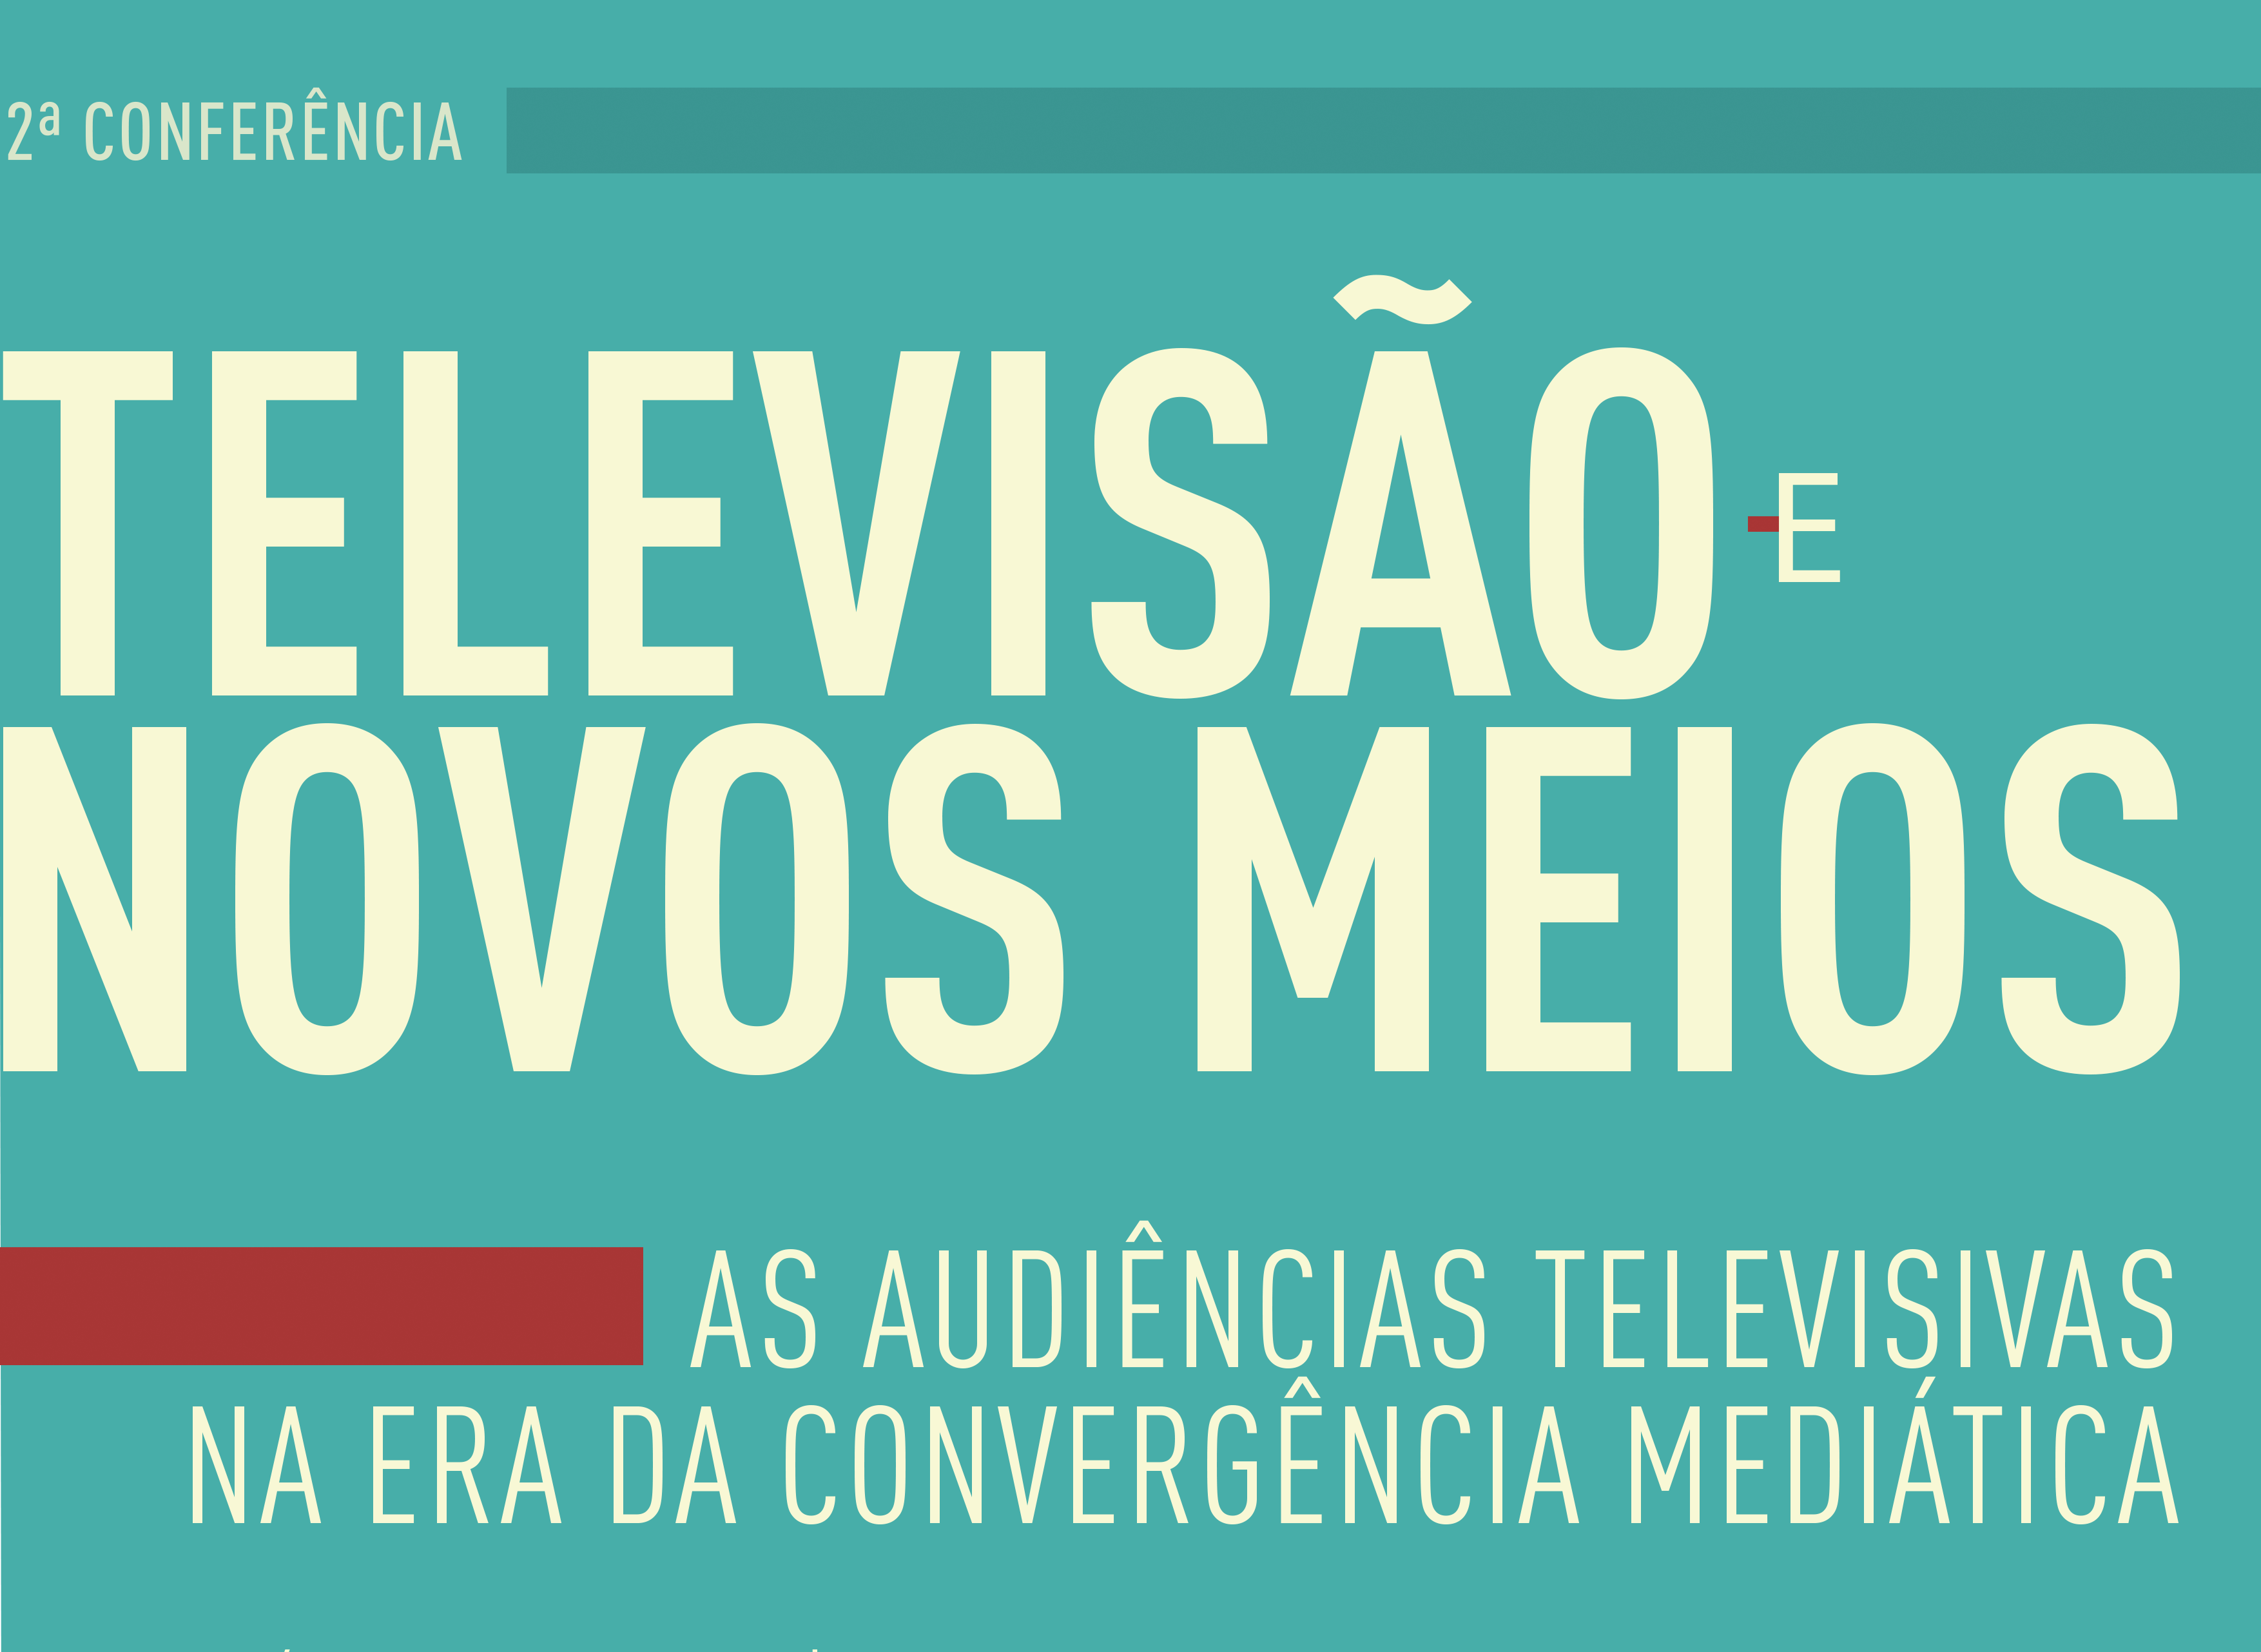 2ª CONFERÊNCIA
TELEVISÃO E
NOVOS MEIOS
AS AUDIÊNCIAS TELEVISIVAS
NA ERA DA CONVERGÊNCIA MEDIÁTICA